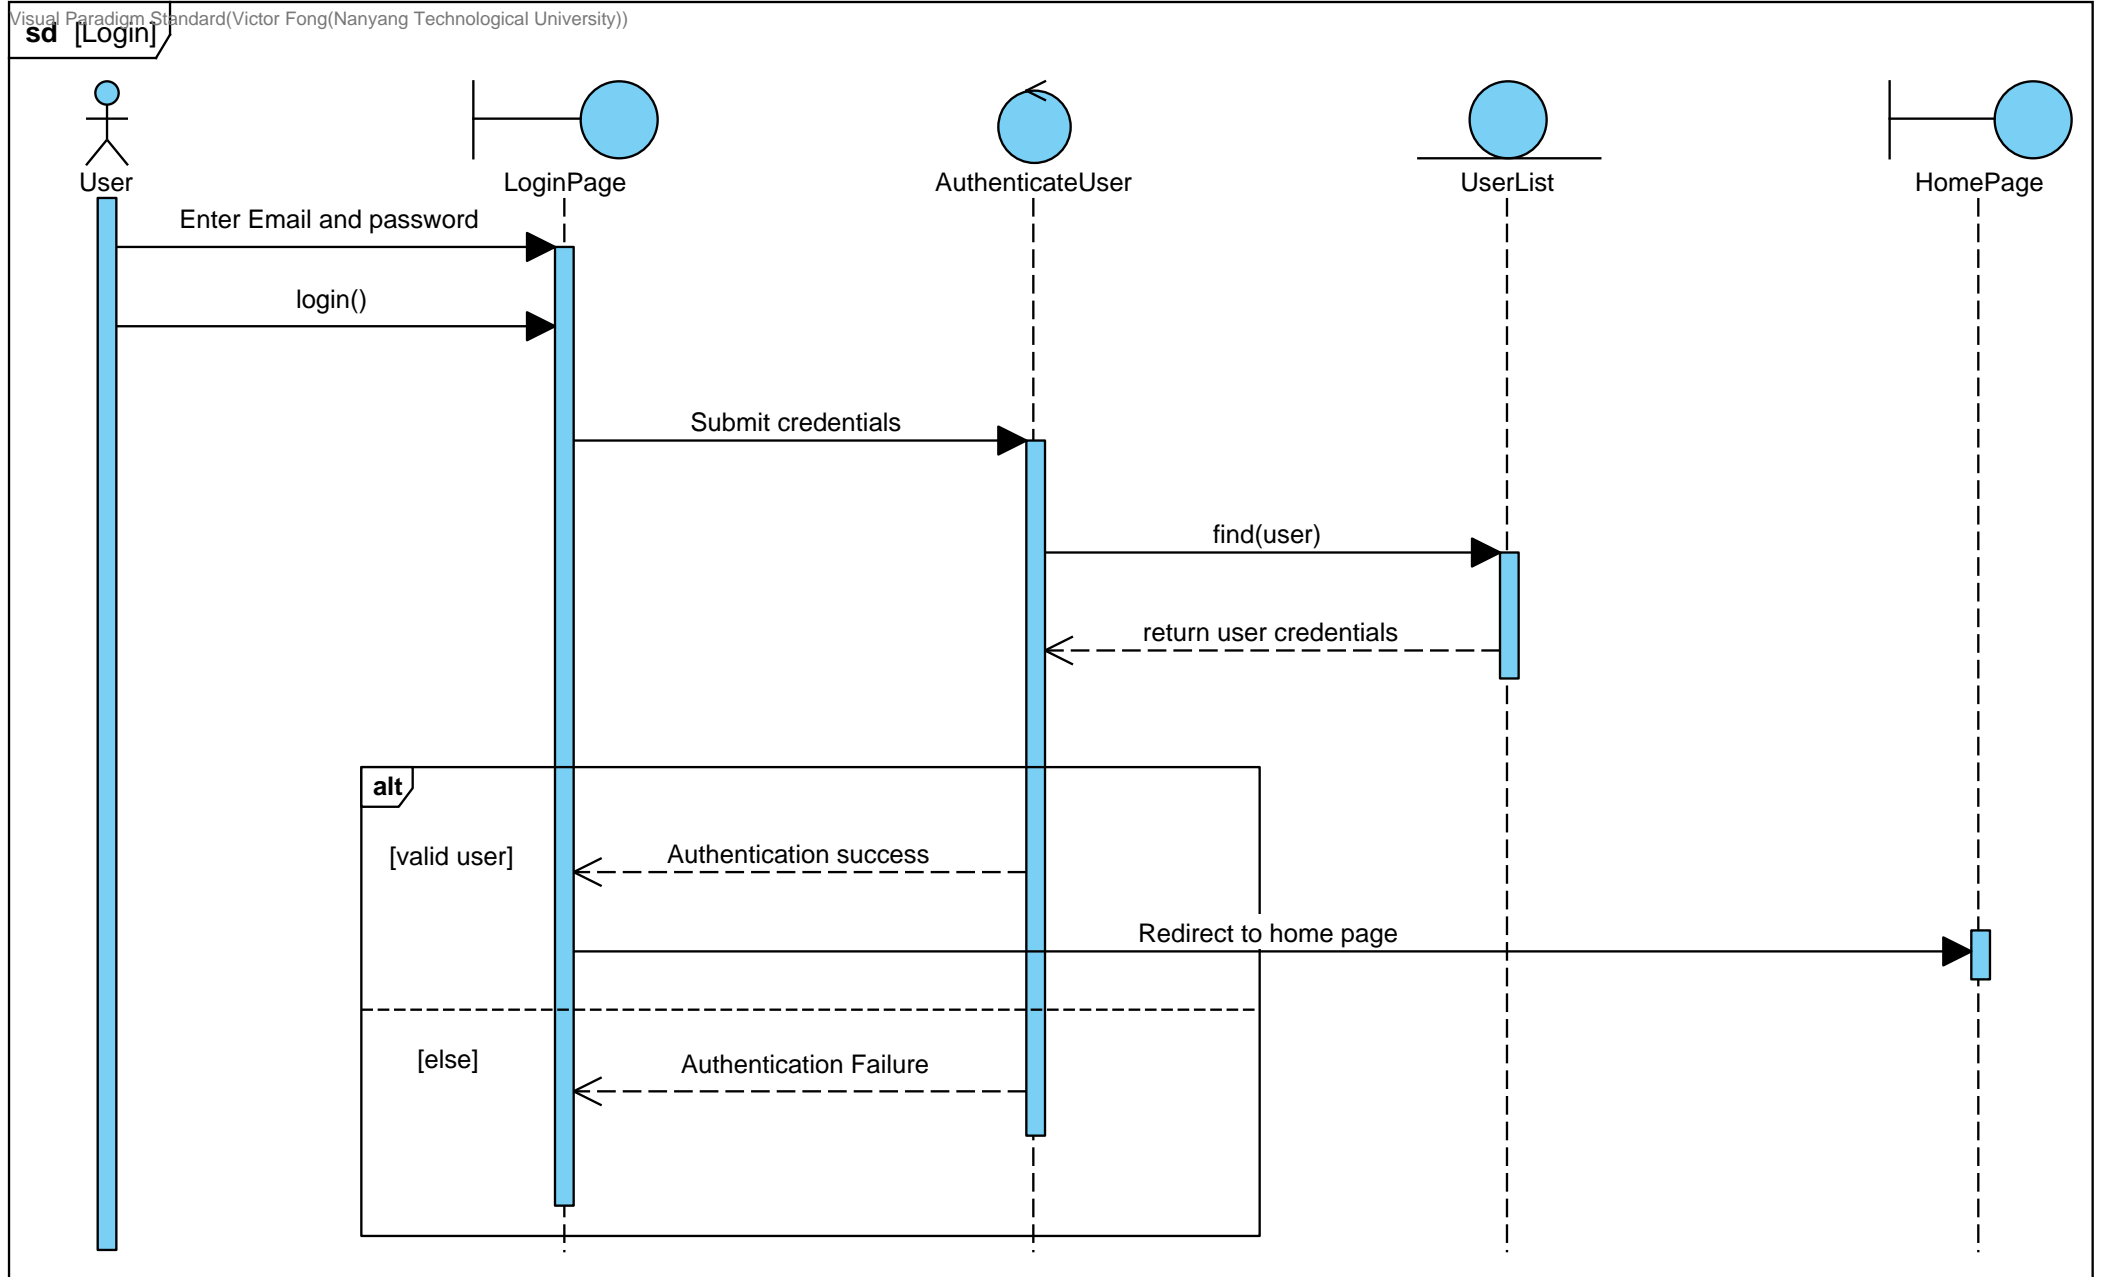 Visual Paradigm Standard(Victor Fong(Nanyang Technological University))
sd [Login]
User
LoginPage
AuthenticateUser
UserList
HomePage
Enter Email and password
login()
Submit credentials
find(user)
return user credentials
alt
[valid user]
Authentication success
Redirect to home page
[else]
Authentication Failure